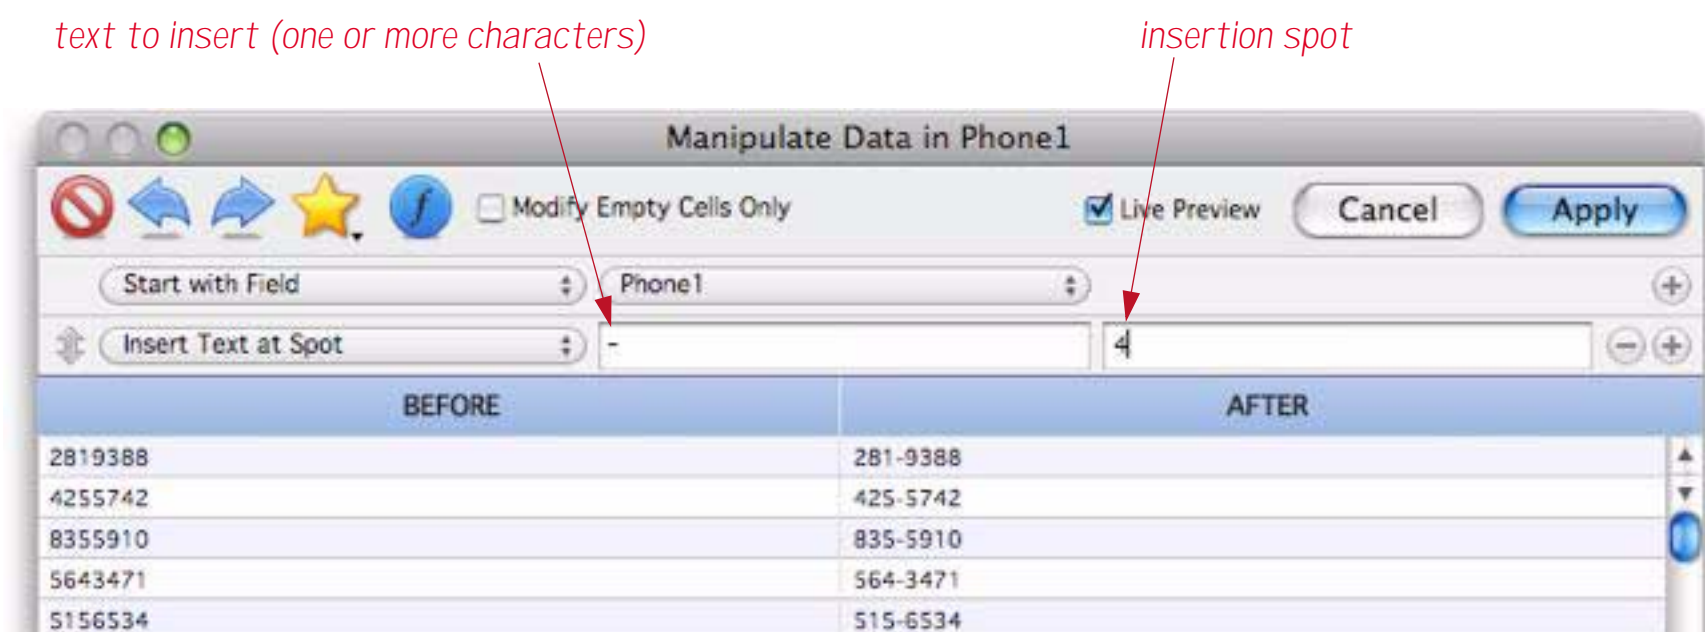 text to insert (one or more characters)
insertion spot
Manipulate Data in Phone1
f Modify Empty Cells Only Live Preview Cancel Apply
Start with Field Phone1
Insert Text at Spot - 4
BEFORE AFTER
2819388 281-9388
4255742 425-5742
8355910 835-5910
5643471 564-3471
5156534 515-6534